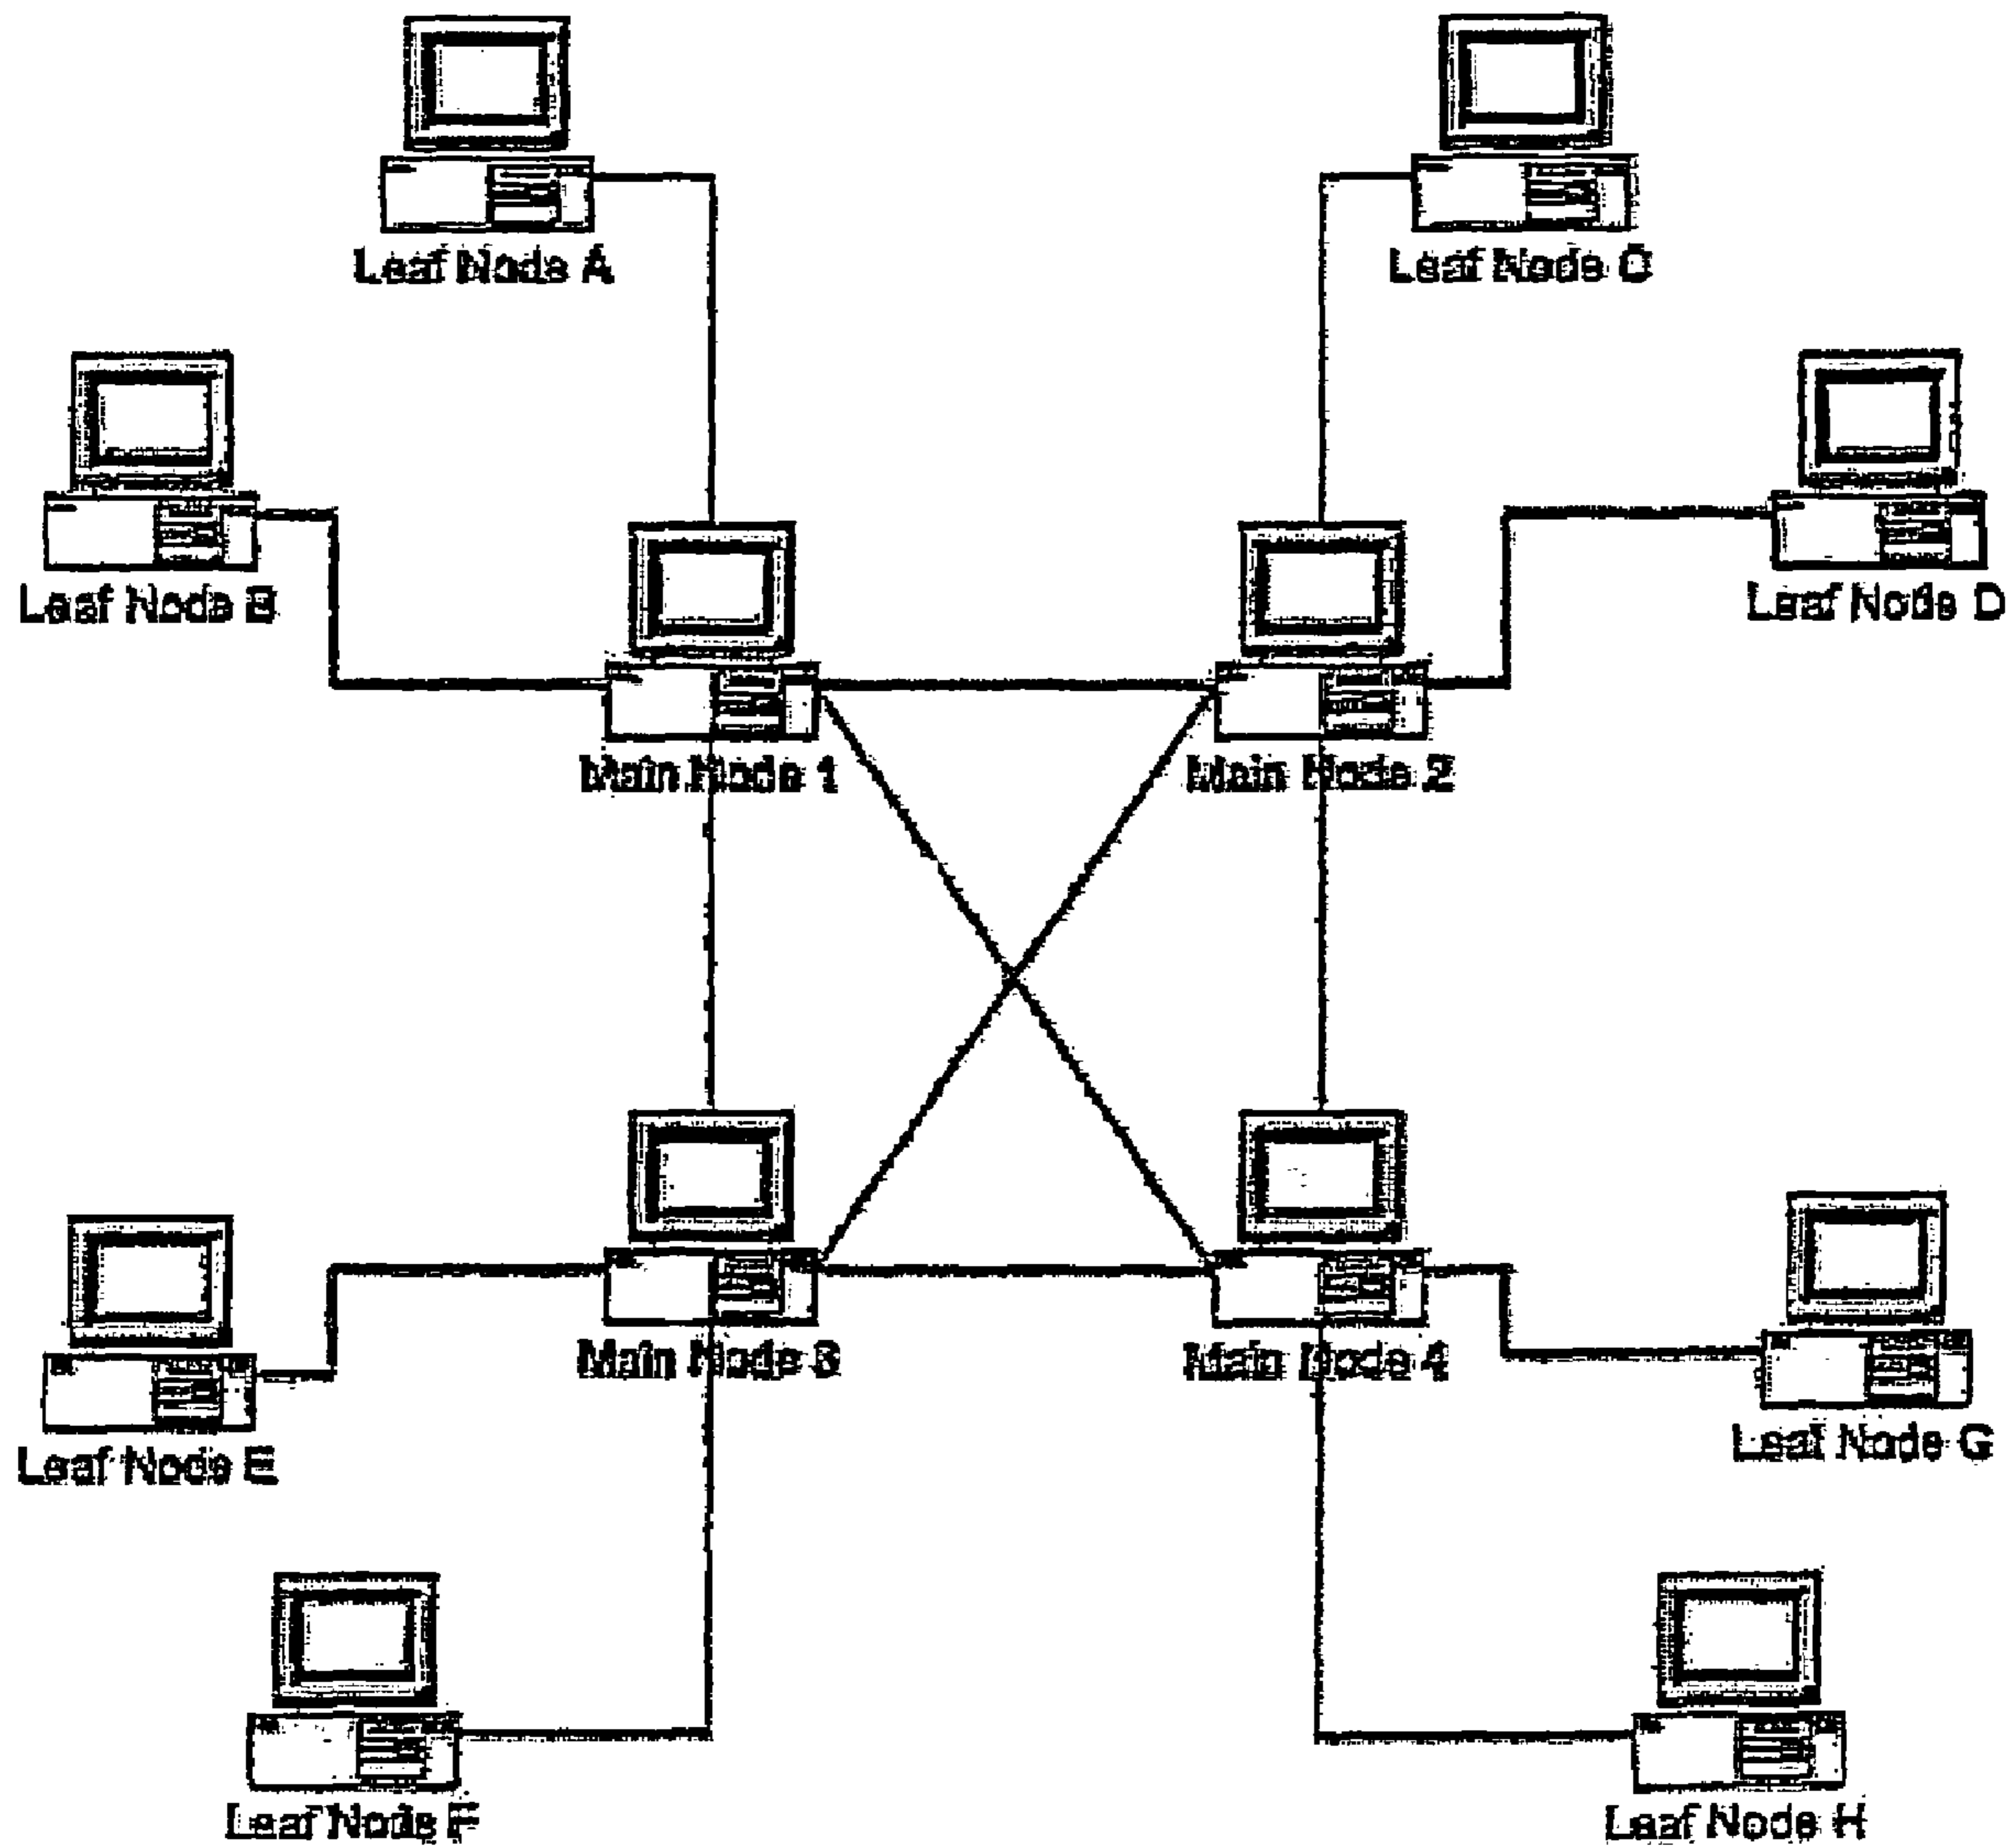 Leaf Node A
Leaf Node C
Leaf Node B
Leaf Node D
Main Node 1
Main Node 2
Main Node 3
Main Node 4
Leaf Node E
Leaf Node G
Leaf Node F
Leaf Node H